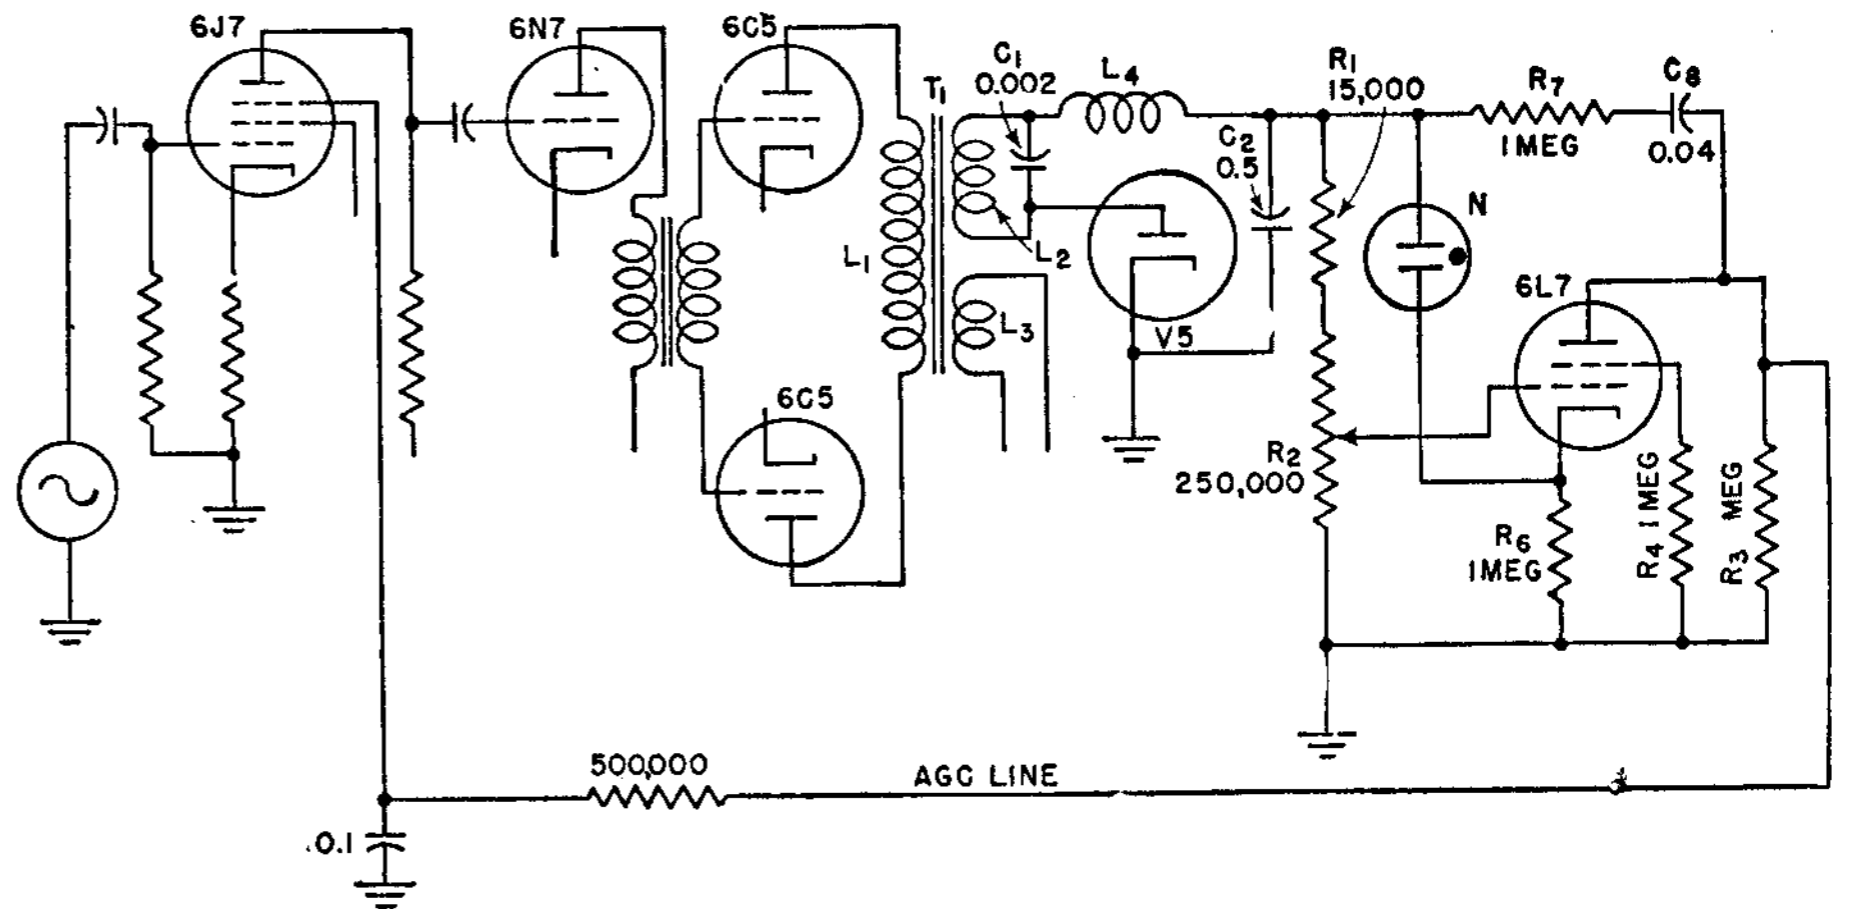 6J7
6N7
6C5
C1
0.002
L4
R1
15,000
R7
1MEG
C8
0.04
T1
C2
0.5
N
L1
L2
L3
V5
6L7
6C5
R2
250,000
R6
1MEG
R4 1MEG
R3 MEG
500,000
AGC LINE
0.1